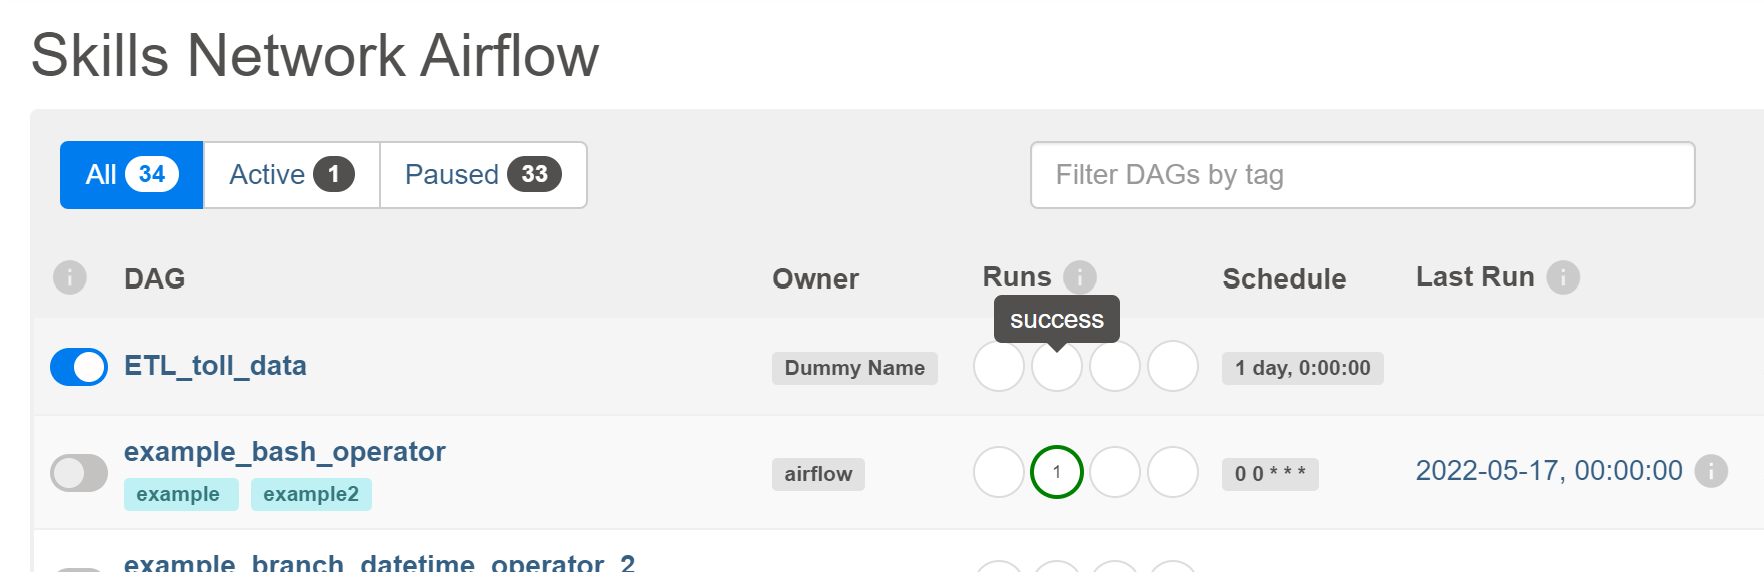 Skills Network Airflow
All 34 Active 1 Paused 33 Filter DAGs by tag
i DAG Owner Runs i Schedule Last Run i
success
ETL_toll_data Dummy Name 1 day, 0:00:00
example_bash_operator
airflow 1 0 0 * * * 2022-05-17, 00:00:00 i
example example2
example_branch_datetime_operator_2